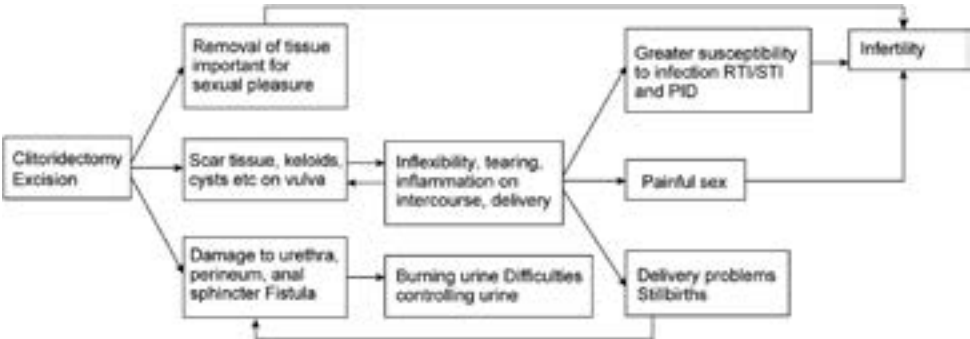 Removal of tissue
important for
sexual pleasure
Greater susceptibility
to infection RTI/STI
and PID
Infertility
Clitoridectomy
Excision
Scar tissue, keloids,
cysts etc on vulva
Inflexibility, tearing,
inflammation on
intercourse, delivery
Painful sex
Damage to urethra,
perineum, anal
sphincter Fistula
Burning urine Difficulties
controlling urine
Delivery problems
Stillbirths